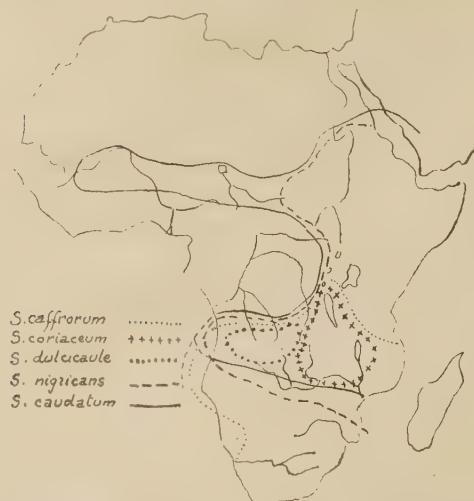 S. caffrorum
S. coriaceum
S. dulcicaule
S. nigricans
S. caudatum